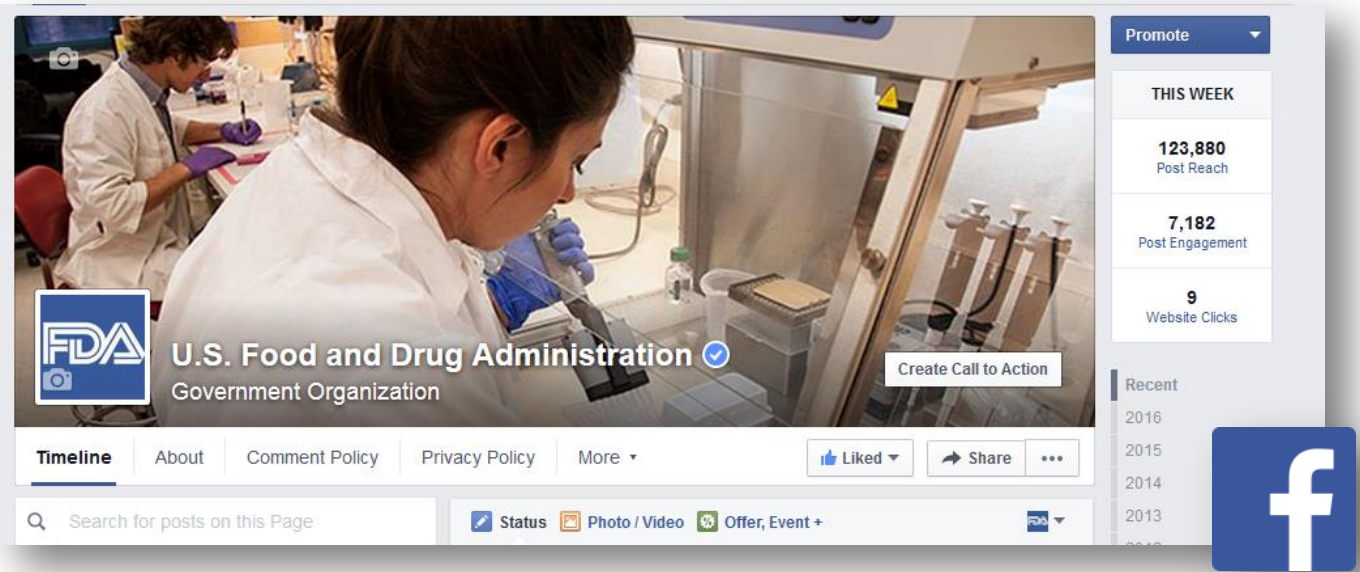 Promote
THIS WEEK
123,880
Post Reach
7,182
Post Engagement
9
Website Clicks
FDA
U.S. Food and Drug Administration
Government Organization
Create Call to Action
Timeline About Comment Policy Privacy Policy More
Liked Share
Search for posts on this Page
Status Photo / Video Offer, Event +
FDA
Recent
2016
2015
2014
2013
f